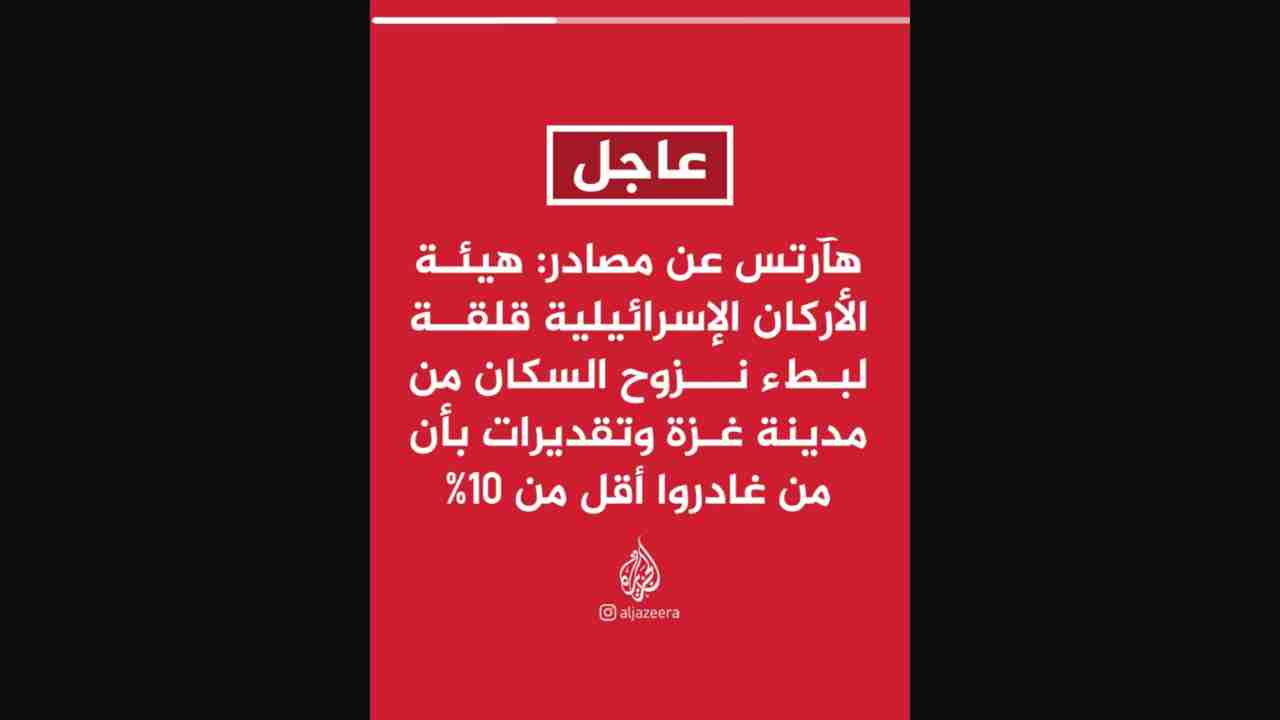 عاجل
هآرتس عن مصادر: هيئة
الأركان الإسرائيلية قلقة
لبطء نزوح السكان من
مدينة غزة وتقديرات بأن
من غادروا أقل من 10%
الجزيرة
aljazeera